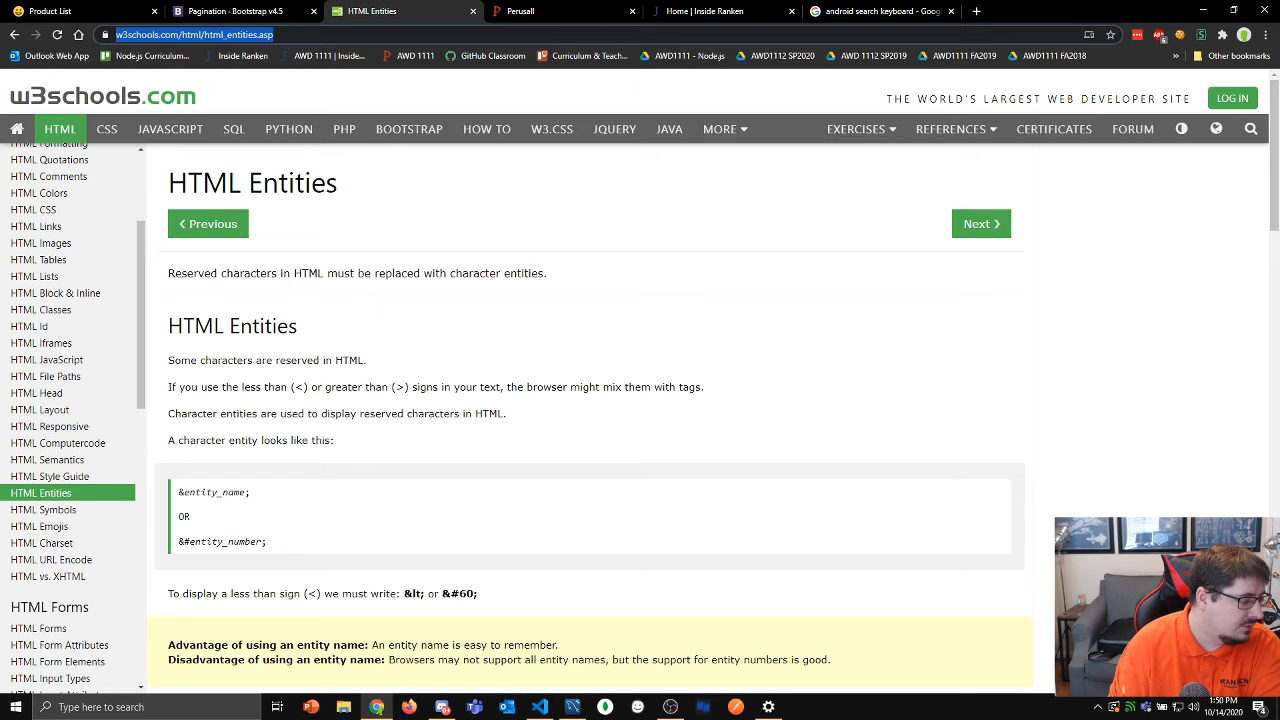 Product List
Pagination · Bootstrap v4.5
HTML Entities
Perusall
Home | Inside Ranken
android search keyboard - Goog
w3schools.com/html/html_entities.asp
Outlook Web App
Node.js Curriculum...
Inside Ranken
AWD 1111 | Inside...
AWD 1111
GitHub Classroom
Curriculum & Teach...
AWD1111 - Node.js
AWD1112 SP2020
AWD 1112 SP2019
AWD1111 FA2019
AWD1111 FA2018
Other bookmarks
w3schools.com
THE WORLD'S LARGEST WEB DEVELOPER SITE
LOG IN
HTML
CSS
JAVASCRIPT
SQL
PYTHON
PHP
BOOTSTRAP
HOW TO
W3.CSS
JQUERY
JAVA
MORE
EXERCISES
REFERENCES
CERTIFICATES
FORUM
HTML Formatting
HTML Quotations
HTML Comments
HTML Colors
HTML CSS
HTML Links
HTML Images
HTML Tables
HTML Lists
HTML Block & Inline
HTML Classes
HTML Id
HTML Iframes
HTML JavaScript
HTML File Paths
HTML Head
HTML Layout
HTML Responsive
HTML Computercode
HTML Semantics
HTML Style Guide
HTML Entities
HTML Symbols
HTML Emojis
HTML Charset
HTML URL Encode
HTML vs. XHTML
HTML Forms
HTML Forms
HTML Form Attributes
HTML Form Elements
HTML Input Types
HTML Entities
❮ Previous
Next ❯
Reserved characters in HTML must be replaced with character entities.
HTML Entities
Some characters are reserved in HTML.
If you use the less than (<) or greater than (>) signs in your text, the browser might mix them with tags.
Character entities are used to display reserved characters in HTML.
A character entity looks like this:
&entity_name;
OR
&#entity_number;
To display a less than sign (<) we must write: &lt; or &#60;
Advantage of using an entity name: An entity name is easy to remember.
Disadvantage of using an entity name: Browsers may not support all entity names, but the support for entity numbers is good.
RANKEN
Type here to search
1:50 PM
10/14/2020